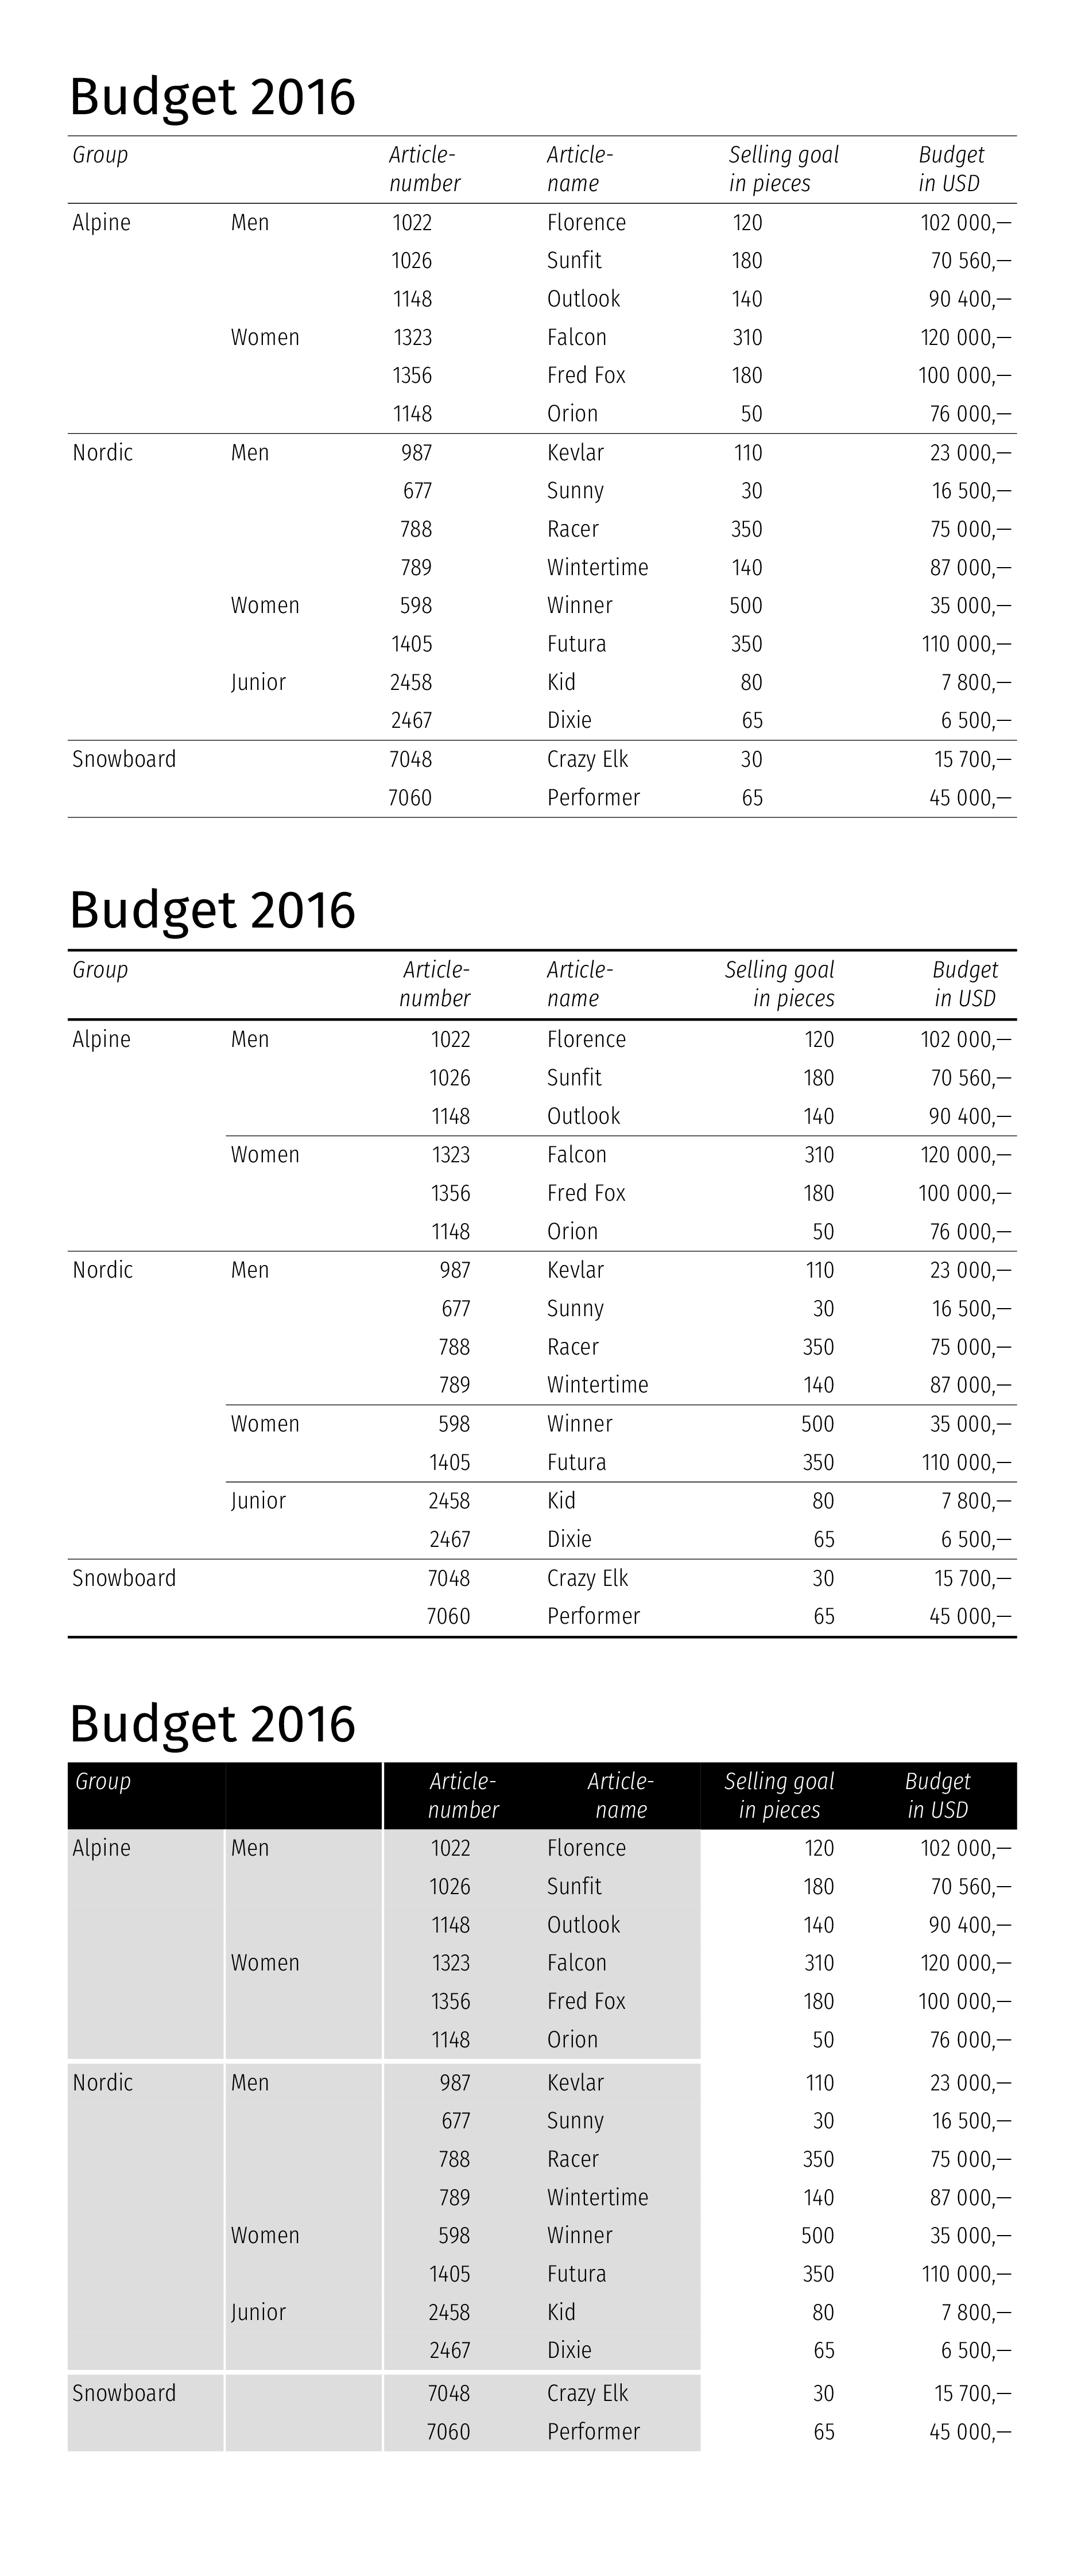 Budget 2016
Group Article- Article- Selling goal Budget
number name in pieces in USD
Alpine Men 1022 Florence 120 102 000,—
1026 Sunfit 180 70 560,—
1148 Outlook 140 90 400,—
Women 1323 Falcon 310 120 000,—
1356 Fred Fox 180 100 000,—
1148 Orion 50 76 000,—
Nordic Men 987 Kevlar 110 23 000,—
677 Sunny 30 16 500,—
788 Racer 350 75 000,—
789 Wintertime 140 87 000,—
Women 598 Winner 500 35 000,—
1405 Futura 350 110 000,—
Junior 2458 Kid 80 7 800,—
2467 Dixie 65 6 500,—
Snowboard 7048 Crazy Elk 30 15 700,—
7060 Performer 65 45 000,—
Budget 2016
Group Article- Article- Selling goal Budget
number name in pieces in USD
Alpine Men 1022 Florence 120 102 000,—
1026 Sunfit 180 70 560,—
1148 Outlook 140 90 400,—
Women 1323 Falcon 310 120 000,—
1356 Fred Fox 180 100 000,—
1148 Orion 50 76 000,—
Nordic Men 987 Kevlar 110 23 000,—
677 Sunny 30 16 500,—
788 Racer 350 75 000,—
789 Wintertime 140 87 000,—
Women 598 Winner 500 35 000,—
1405 Futura 350 110 000,—
Junior 2458 Kid 80 7 800,—
2467 Dixie 65 6 500,—
Snowboard 7048 Crazy Elk 30 15 700,—
7060 Performer 65 45 000,—
Budget 2016
Group Article- Article- Selling goal Budget
number name in pieces in USD
Alpine Men 1022 Florence 120 102 000,—
1026 Sunfit 180 70 560,—
1148 Outlook 140 90 400,—
Women 1323 Falcon 310 120 000,—
1356 Fred Fox 180 100 000,—
1148 Orion 50 76 000,—
Nordic Men 987 Kevlar 110 23 000,—
677 Sunny 30 16 500,—
788 Racer 350 75 000,—
789 Wintertime 140 87 000,—
Women 598 Winner 500 35 000,—
1405 Futura 350 110 000,—
Junior 2458 Kid 80 7 800,—
2467 Dixie 65 6 500,—
Snowboard 7048 Crazy Elk 30 15 700,—
7060 Performer 65 45 000,—